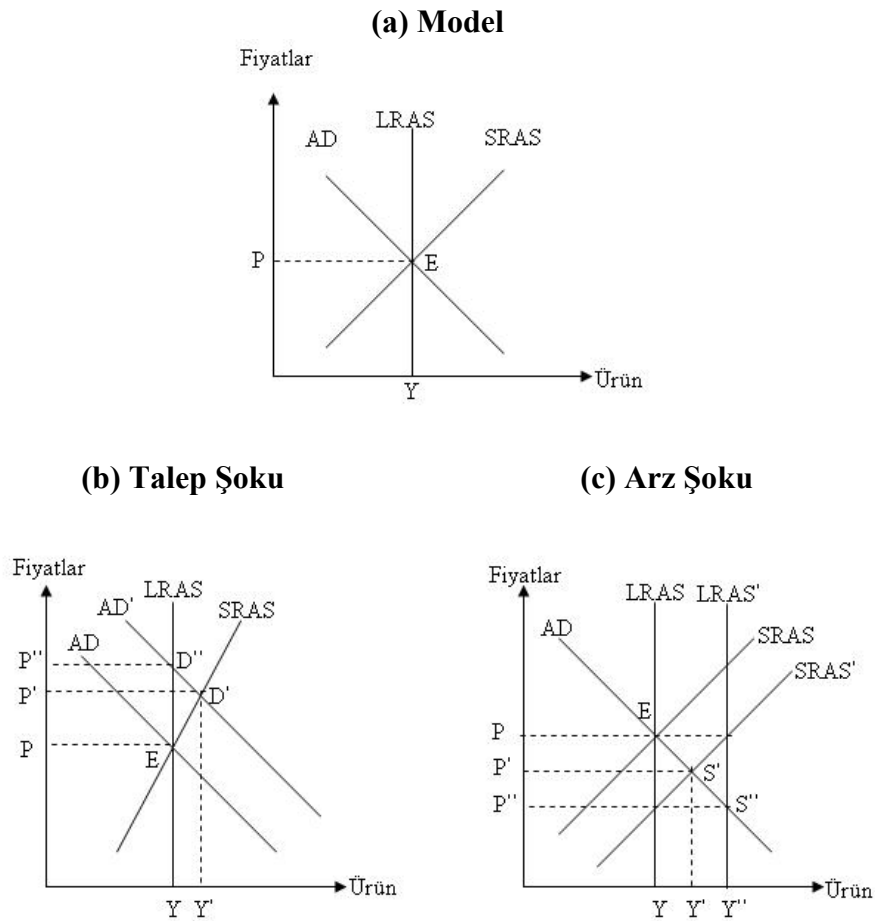 (a) Model
Fiyatlar
LRAS
AD
SRAS
P
E
Ürün
Y
(b) Talep Şoku
Fiyatlar
LRAS
AD'
SRAS
AD
P''
D''
P'
D'
P
E
Ürün
Y Y'
(c) Arz Şoku
Fiyatlar
LRAS LRAS'
AD
SRAS
SRAS'
E
P
P'
S'
P''
S''
Ürün
Y Y' Y''